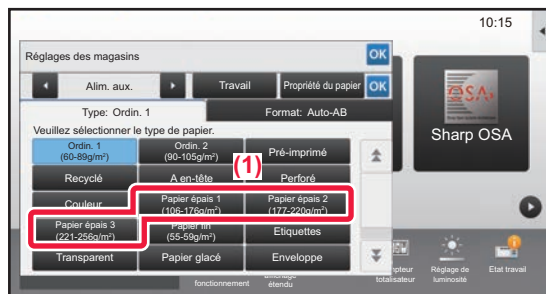 10:15
Réglages des magasins
OK
Alim. aux.
Travail
Propriété du papier
OK
Type: Ordin. 1
Format: Auto-AB
Veuillez sélectionner le type de papier.
Ordin. 1
(60-89g/m²)
Ordin. 2
(90-105g/m²)
Pré-imprimé
Recyclé
A en-tête
Perforé
(1)
Couleur
Papier épais 1
(106-176g/m²)
Papier épais 2
(177-220g/m²)
Papier épais 3
(221-256g/m²)
Papier fin
(55-59g/m²)
Etiquettes
Transparent
Papier glacé
Enveloppe
OSA
Sharp OSA
fonctionnement
étendu
totalisateur
Réglage de
luminosité
Etat travail